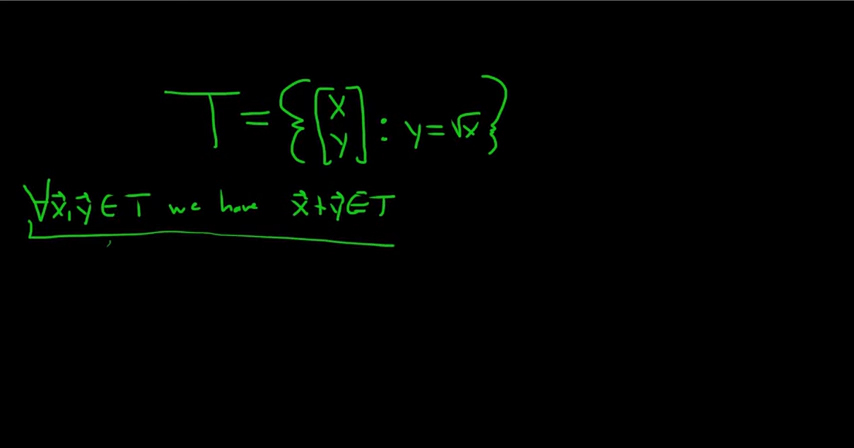 T = { [x y] : y = √x }
∀x⃗, y⃗ ∈ T we have x⃗ + y⃗ ∈ T